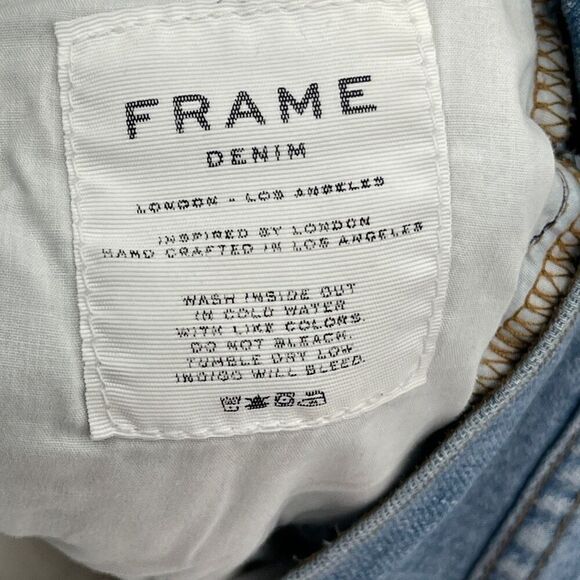 FRAME
DENIM
LONDON - LOS ANGELES
INSPIRED BY LONDON
HAND CRAFTED IN LOS ANGELES
WASH INSIDE OUT
IN COLD WATER
WITH LIKE COLORS.
DO NOT BLEACH.
TUMBLE DRY LOW
INDIGO WILL BLEED.